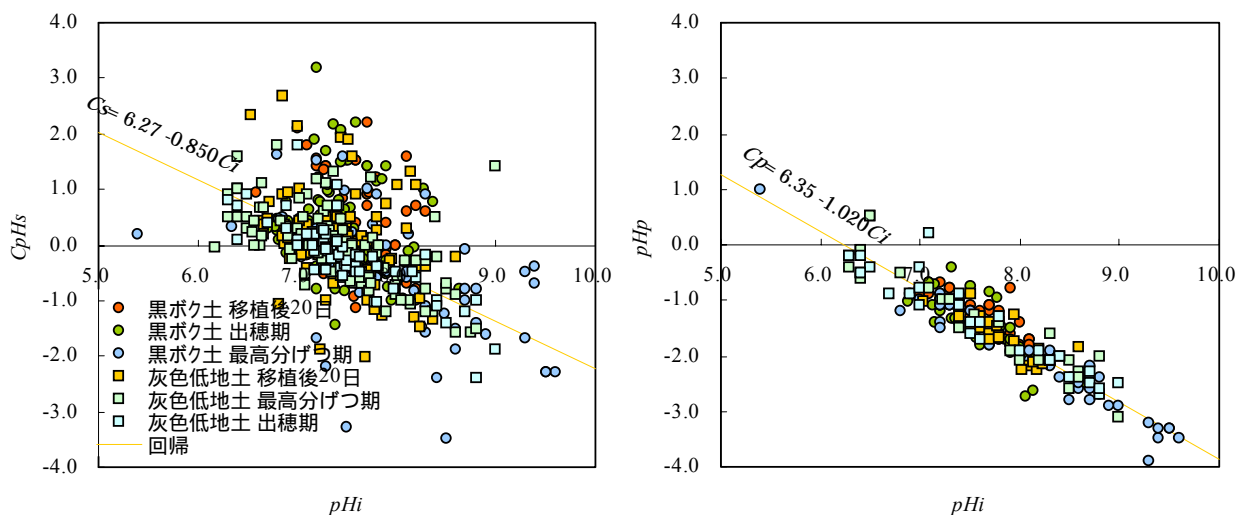 4.0
3.0
2.0
1.0
0.0
-1.0
-2.0
-3.0
-4.0
5.0 6.0 7.0 8.0 9.0 10.0
CpHs
pHi
Cs= 6.27 -0.850Ci
黒ボク土 移植後20日
黒ボク土 出穂期
黒ボク土 最高分げつ期
灰色低地土 移植後20日
灰色低地土 最高分げつ期
灰色低地土 出穂期
回帰
4.0
3.0
2.0
1.0
0.0
-1.0
-2.0
-3.0
-4.0
5.0 6.0 7.0 8.0 9.0 10.0
pHp
pHi
Cp= 6.35 -1.020Ci